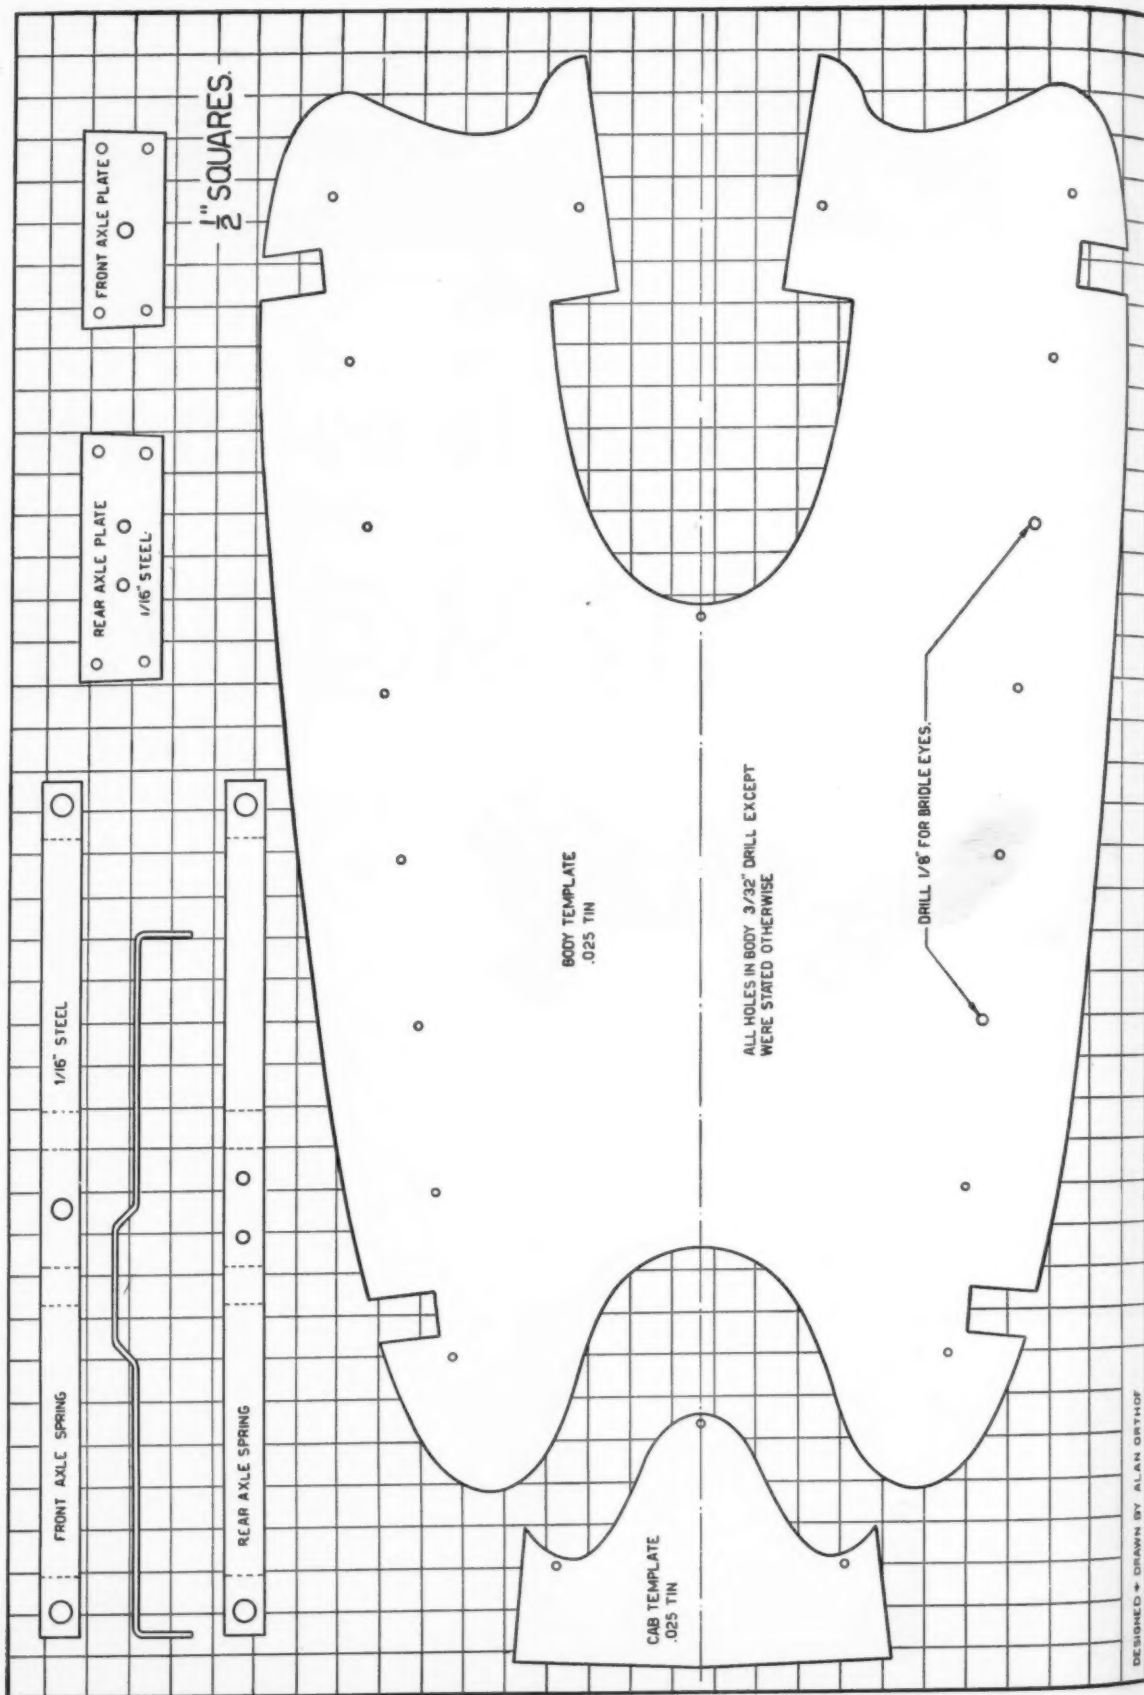 FRONT AXLE PLATE
1/2" SQUARES.
REAR AXLE PLATE
1/16" STEEL.
1/16" STEEL
FRONT AXLE SPRING
REAR AXLE SPRING
BODY TEMPLATE
.025 TIN
ALL HOLES IN BODY 3/32" DRILL EXCEPT
WERE STATED OTHERWISE
DRILL 1/8" FOR BRIDLE EYES.
CAB TEMPLATE
.025 TIN
DESIGNED + DRAWN BY ALAN ORTHOF